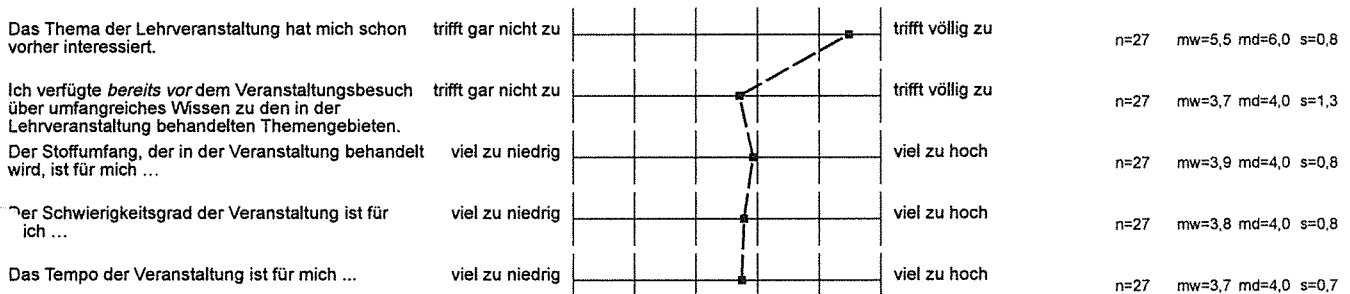 Das Thema der Lehrveranstaltung hat mich schon trifft gar nicht zu trifft völlig zu n=27 mw=5,5 md=6,0 s=0,8
vorher interessiert.
Ich verfügte bereits vor dem Veranstaltungsbesuch trifft gar nicht zu trifft völlig zu n=27 mw=3,7 md=4,0 s=1,3
über umfangreiches Wissen zu den in der
Lehrveranstaltung behandelten Themengebieten.
Der Stoffumfang, der in der Veranstaltung behandelt viel zu niedrig viel zu hoch n=27 mw=3,9 md=4,0 s=0,8
wird, ist für mich ...
er Schwierigkeitsgrad der Veranstaltung ist für viel zu niedrig viel zu hoch n=27 mw=3,8 md=4,0 s=0,8
ich ...
Das Tempo der Veranstaltung ist für mich ... viel zu niedrig viel zu hoch n=27 mw=3,7 md=4,0 s=0,7